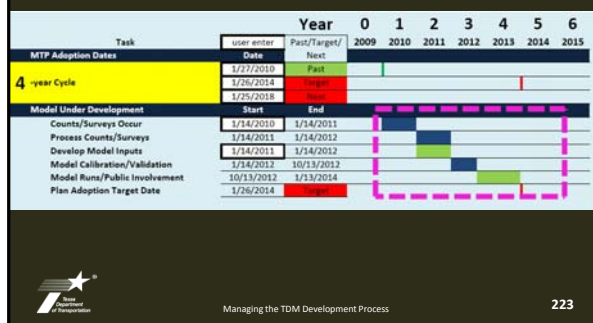 Year 0 1 2 3 4 5 6
Task user enter Past/Target/ 2009 2010 2011 2012 2013 2014 2015
MTP Adoption Dates Date Next
1/27/2010 Past
4 -year Cycle 1/26/2014 Target
1/25/2018 Next
Model Under Development Start End
Counts/Surveys Occur 1/14/2010 1/14/2011
Process Counts/Surveys 1/14/2011 1/14/2012
Develop Model Inputs 1/14/2011 1/14/2012
Model Calibration/Validation 1/14/2012 10/13/2012
Model Runs/Public Involvement 10/13/2012 1/13/2014
Plan Adoption Target Date 1/26/2014 Target
Texas
Department
of Transportation
Managing the TDM Development Process 223